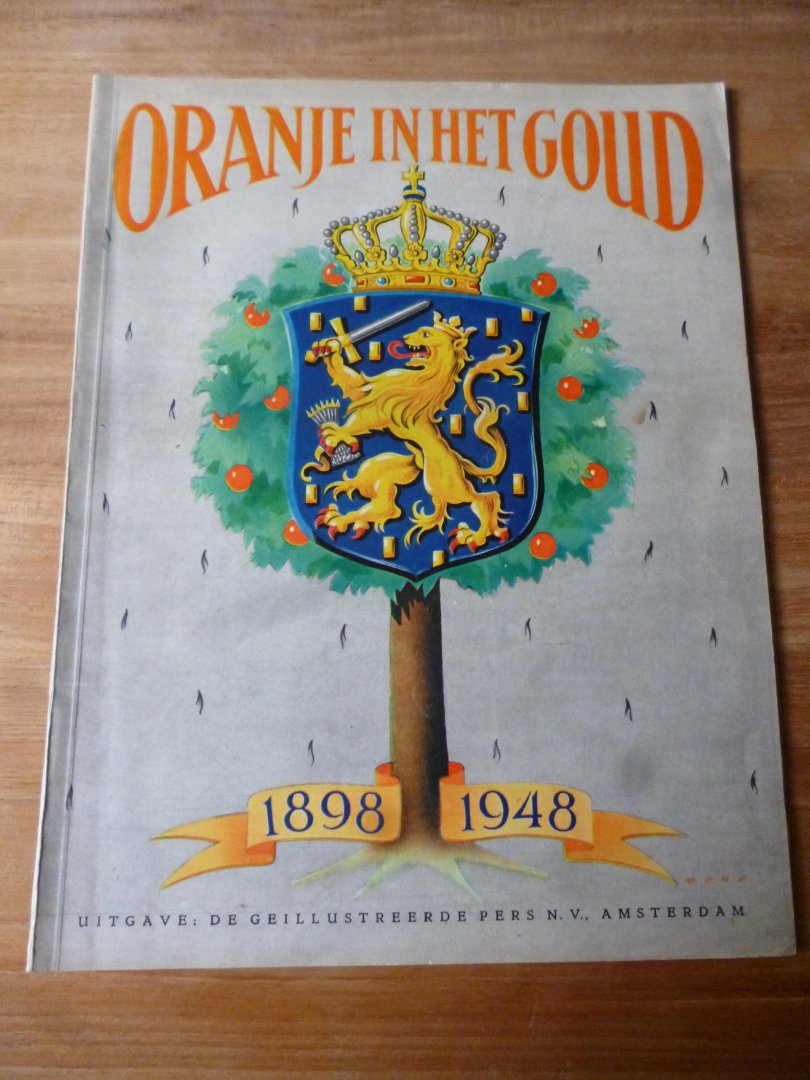 ORANJE IN HET GOUD
1898 1948
UITGAVE: DE GEILLUSTREERDE PERS N.V., AMSTERDAM